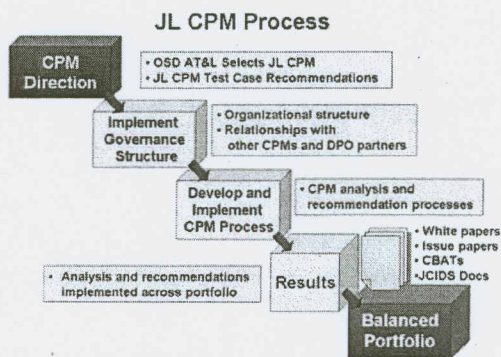 JL CPM Process
CPM
Direction
• OSD AT&L Selects JL CPM
• JL CPM Test Case Recommendations
Implement
Governance
Structure
• Organizational structure
• Relationships with
other CPMs and DPO partners
Develop and
Implement
CPM Process
• CPM analysis and
recommendation processes
• Analysis and recommendations
implemented across portfolio
Results
• White papers
• Issue papers
• CBATs
• JCIDS Docs
Balanced
Portfolio